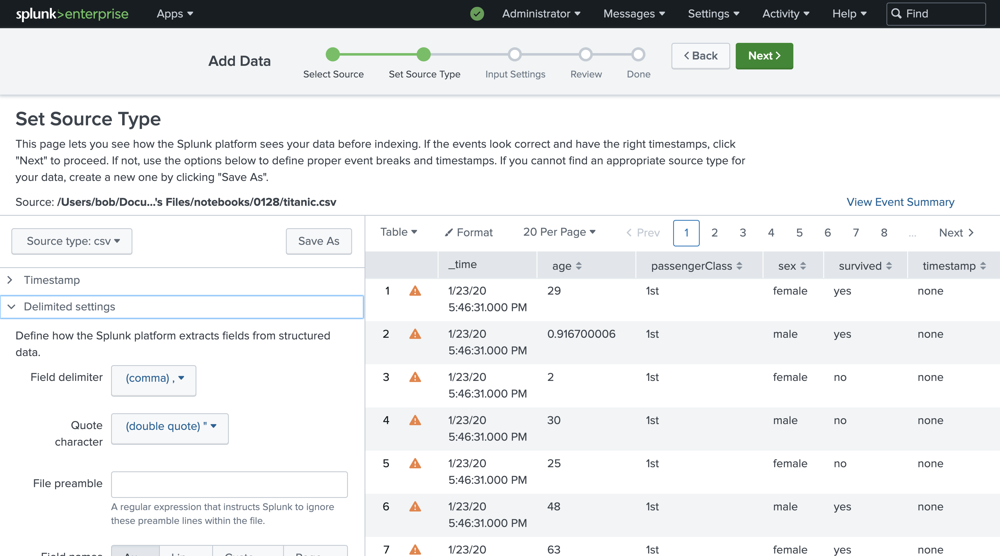 splunk>enterprise Apps Administrator Messages Settings Activity Help Find
Add Data
Select Source Set Source Type Input Settings Review Done
Back Next
Set Source Type
This page lets you see how the Splunk platform sees your data before indexing. If the events look correct and have the right timestamps, click
"Next" to proceed. If not, use the options below to define proper event breaks and timestamps. If you cannot find an appropriate source type for
your data, create a new one by clicking "Save As".
Source: /Users/bob/Docu...'s Files/notebooks/0128/titanic.csv
View Event Summary
Source type: csv
Save As
Timestamp
Delimited settings
Define how the Splunk platform extracts fields from structured
data.
Field delimiter (comma) ,
Quote
character
(double quote) "
File preamble
A regular expression that instructs Splunk to ignore
these preamble lines within the file.
Field names
Table Format 20 Per Page Prev 1 2 3 4 5 6 7 8 ... Next
_time age passengerClass sex survived timestamp
1 1/23/20 29 1st female yes none
5:46:31.000 PM
2 1/23/20 0.916700006 1st male yes none
5:46:31.000 PM
3 1/23/20 2 1st female no none
5:46:31.000 PM
4 1/23/20 30 1st male no none
5:46:31.000 PM
5 1/23/20 25 1st female no none
5:46:31.000 PM
6 1/23/20 48 1st male yes none
5:46:31.000 PM
7 1/23/20 63 1st female yes none